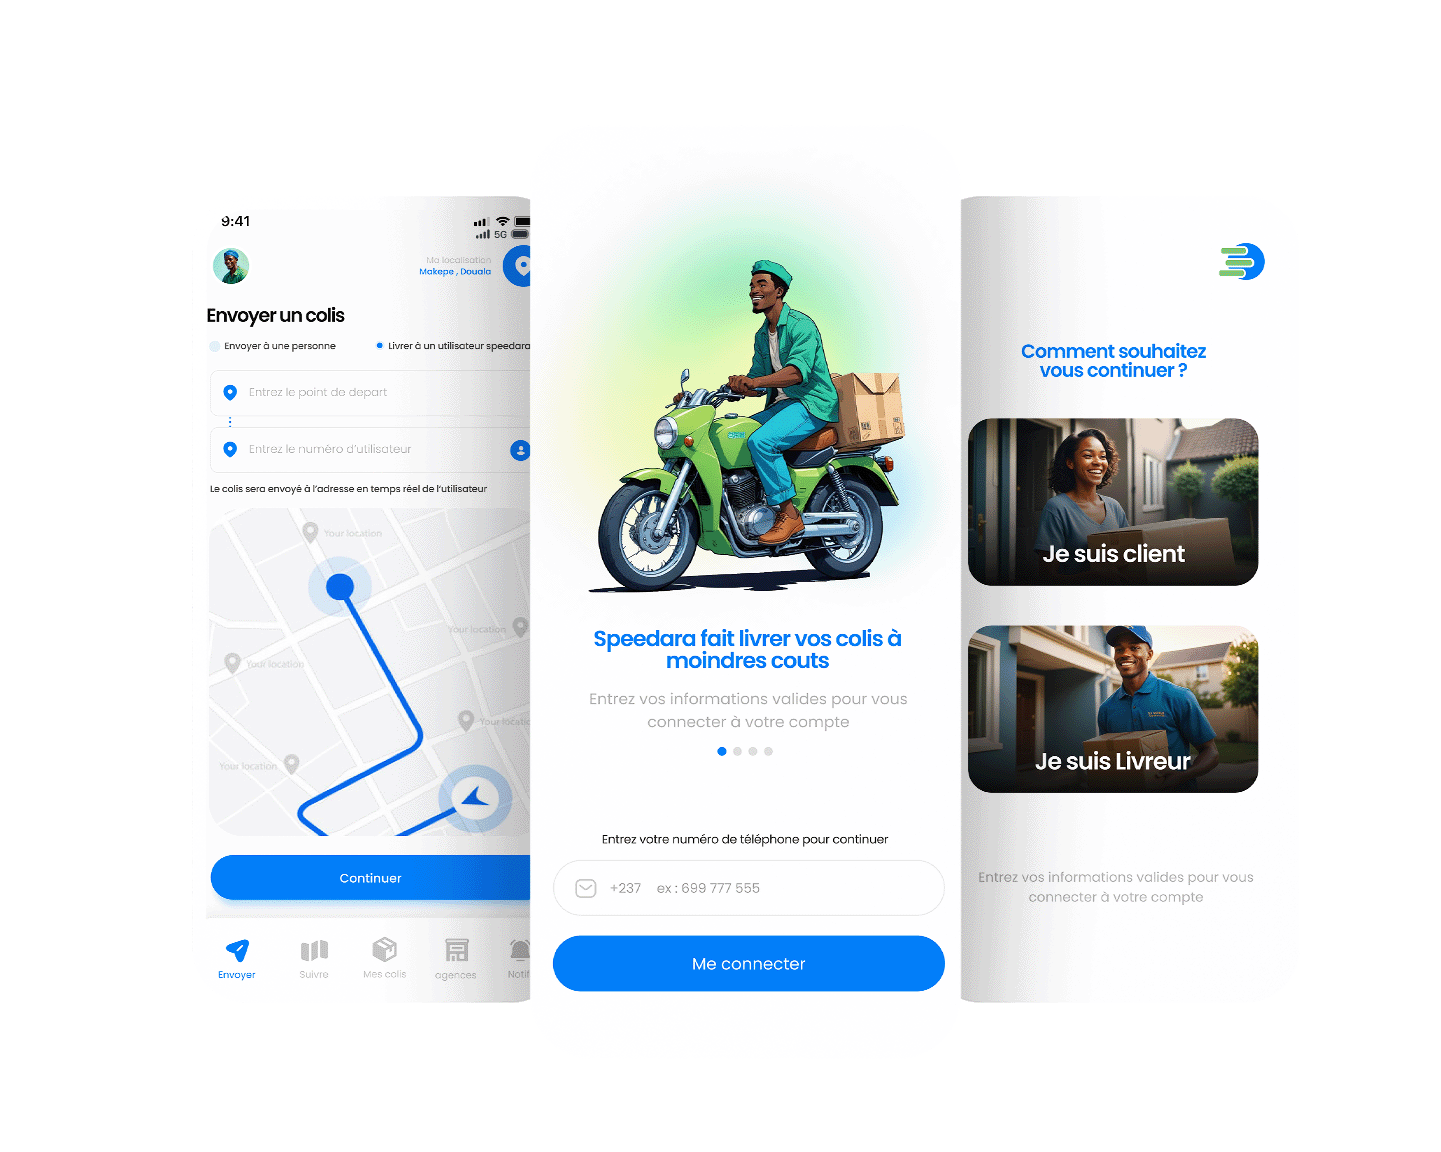 9:41
5G
Ma localisation
Makepe , Douala
Envoyer un colis
Envoyer à une personne
Livrer à un utilisateur speedara
Entrez le point de depart
Entrez le numéro d'utilisateur
Le colis sera envoyé à l'adresse en temps réel de l'utilisateur
Your location
Your location
Your location
Your locatio
Your location
Continuer
Envoyer
Suivre
Mes colis
agences
Notif
Speedara fait livrer vos colis à
moindres couts
Entrez vos informations valides pour vous
connecter à votre compte
Entrez votre numéro de téléphone pour continuer
+237 ex : 699 777 555
Me connecter
Comment souhaitez
vous continuer ?
Je suis client
Je suis Livreur
Entrez vos informations valides pour vous
connecter à votre compte